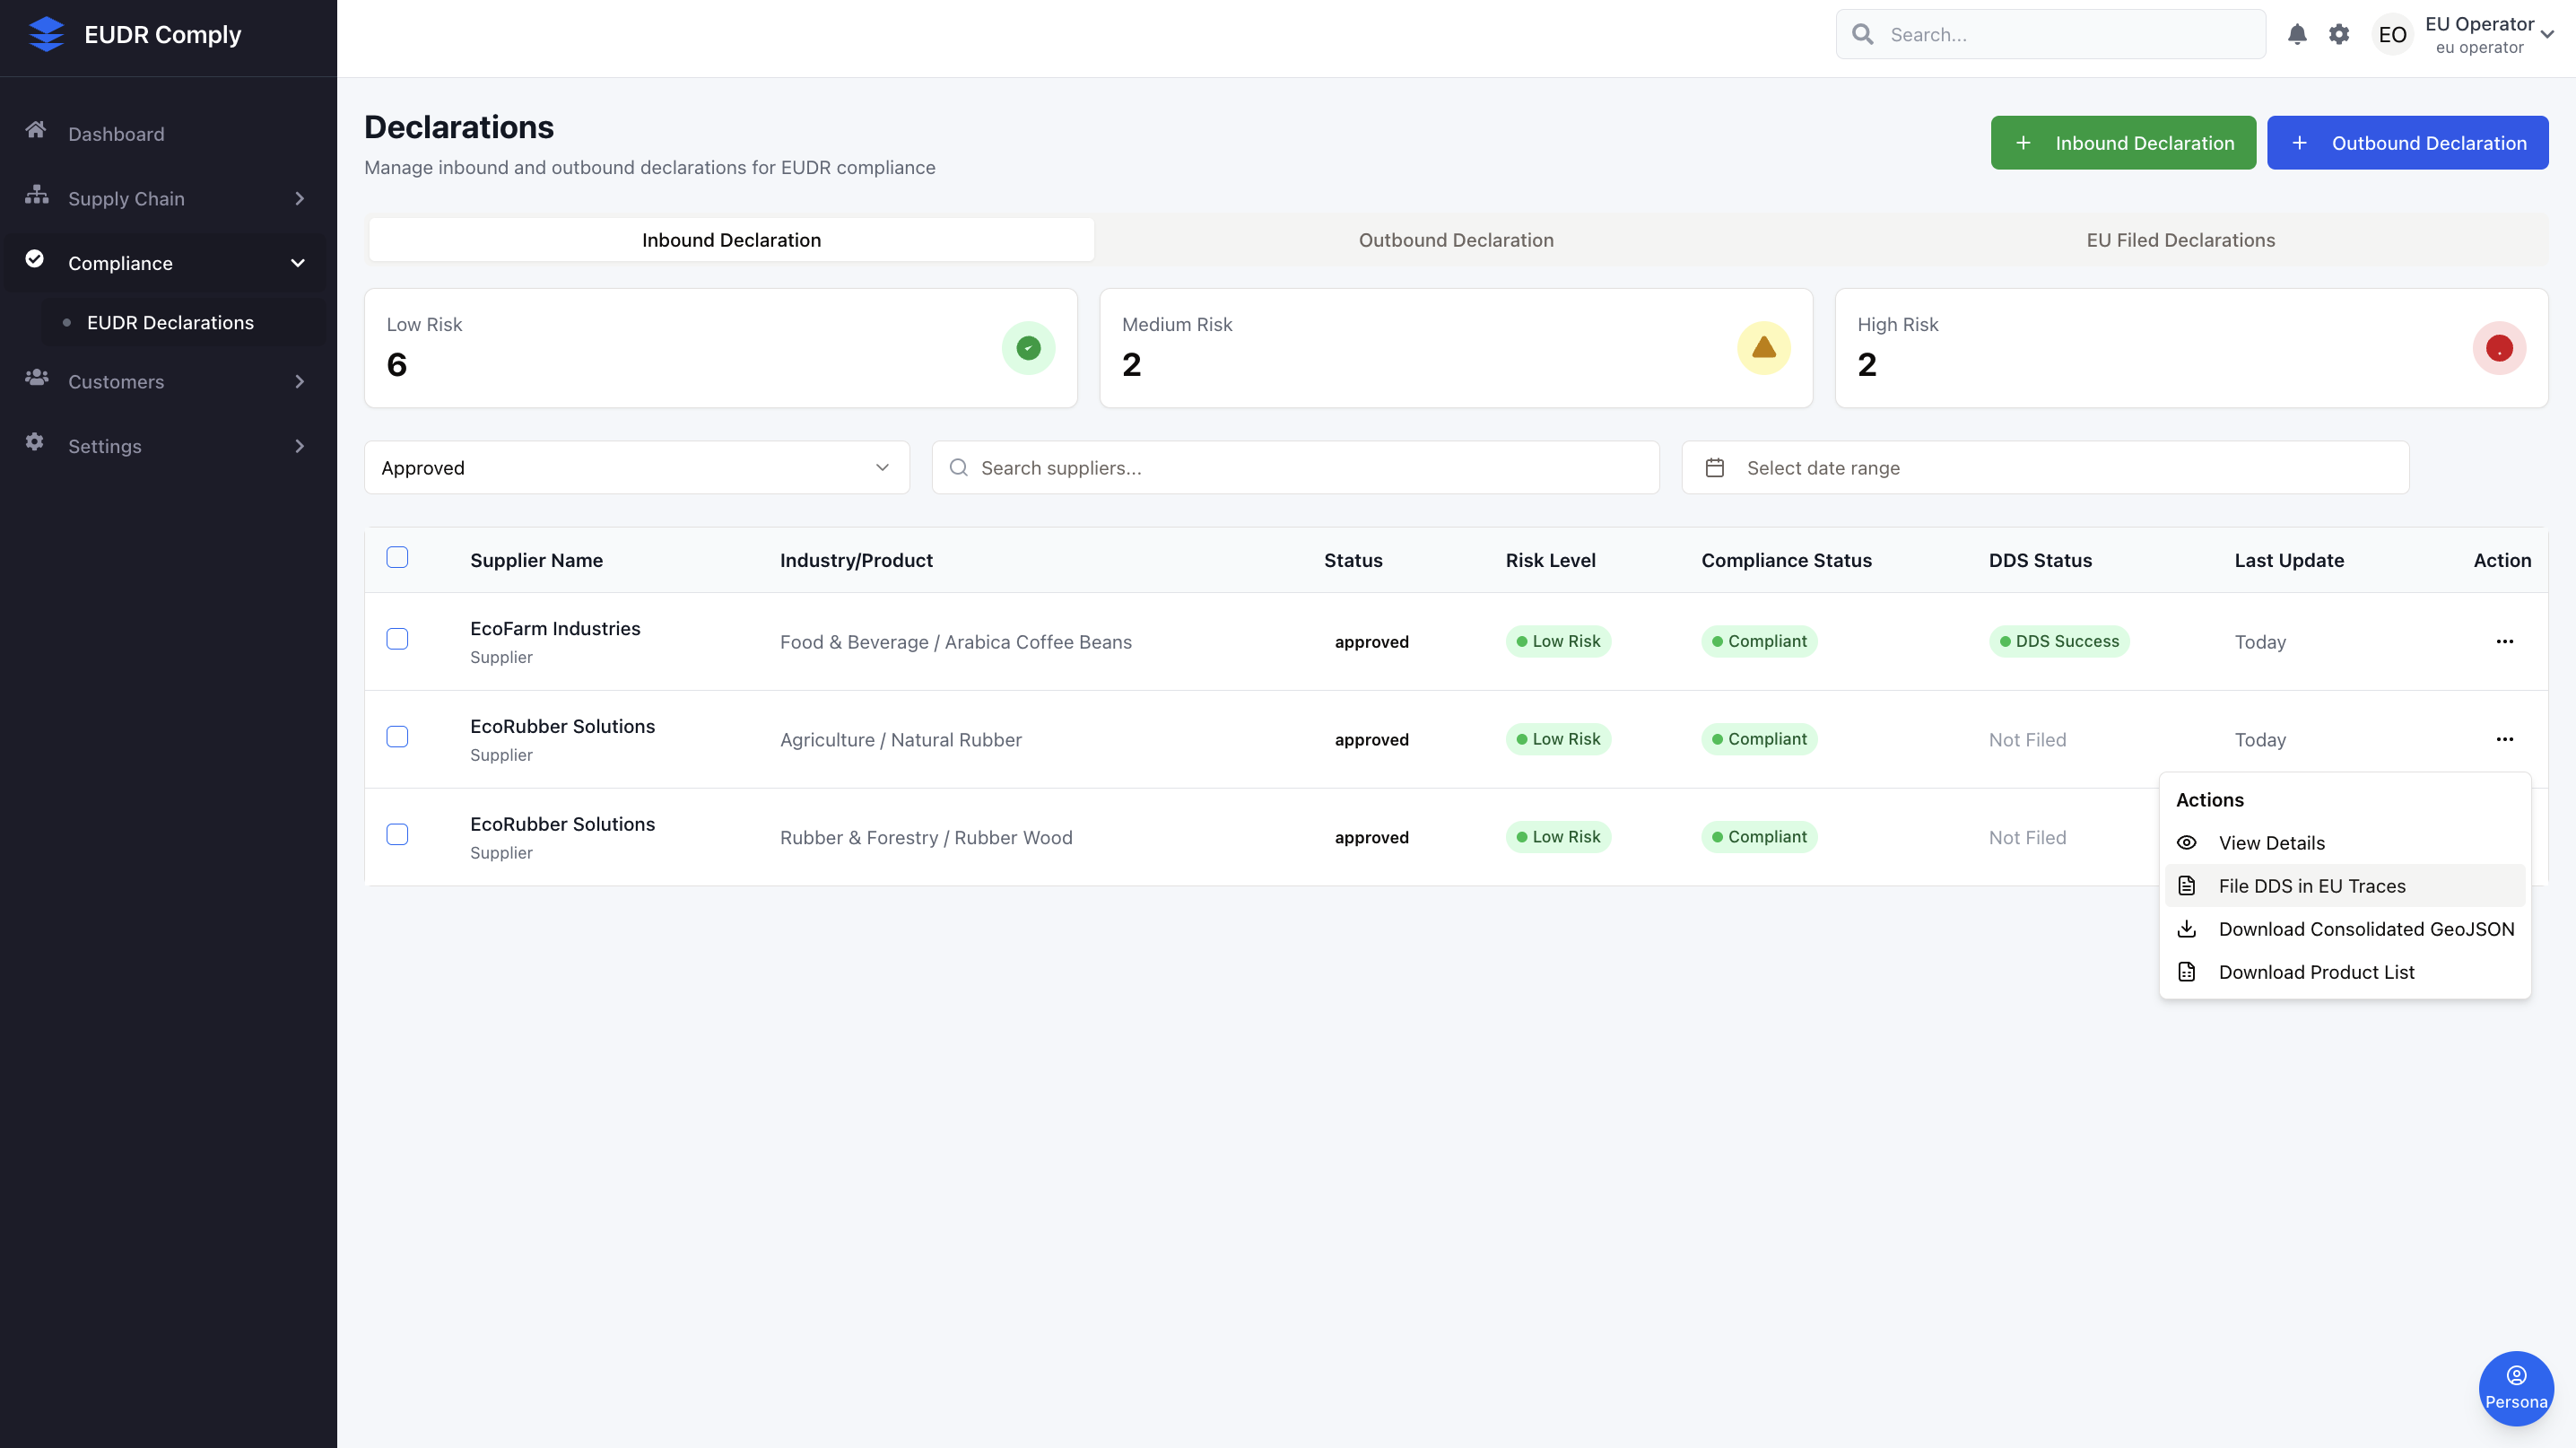 EUDR Comply
Search...
EO
EU Operator
eu operator
Dashboard
Supply Chain
Compliance
EUDR Declarations
Customers
Settings
Declarations
Manage inbound and outbound declarations for EUDR compliance
+ Inbound Declaration
+ Outbound Declaration
Inbound Declaration
Outbound Declaration
EU Filed Declarations
Low Risk
6
Medium Risk
2
High Risk
2
Approved
Search suppliers...
Select date range
Supplier Name Industry/Product Status Risk Level Compliance Status DDS Status Last Update Action
EcoFarm Industries
Supplier
Food & Beverage / Arabica Coffee Beans approved Low Risk Compliant DDS Success Today
EcoRubber Solutions
Supplier
Agriculture / Natural Rubber approved Low Risk Compliant Not Filed Today
EcoRubber Solutions
Supplier
Rubber & Forestry / Rubber Wood approved Low Risk Compliant Not Filed
Actions
View Details
File DDS in EU Traces
Download Consolidated GeoJSON
Download Product List
Persona